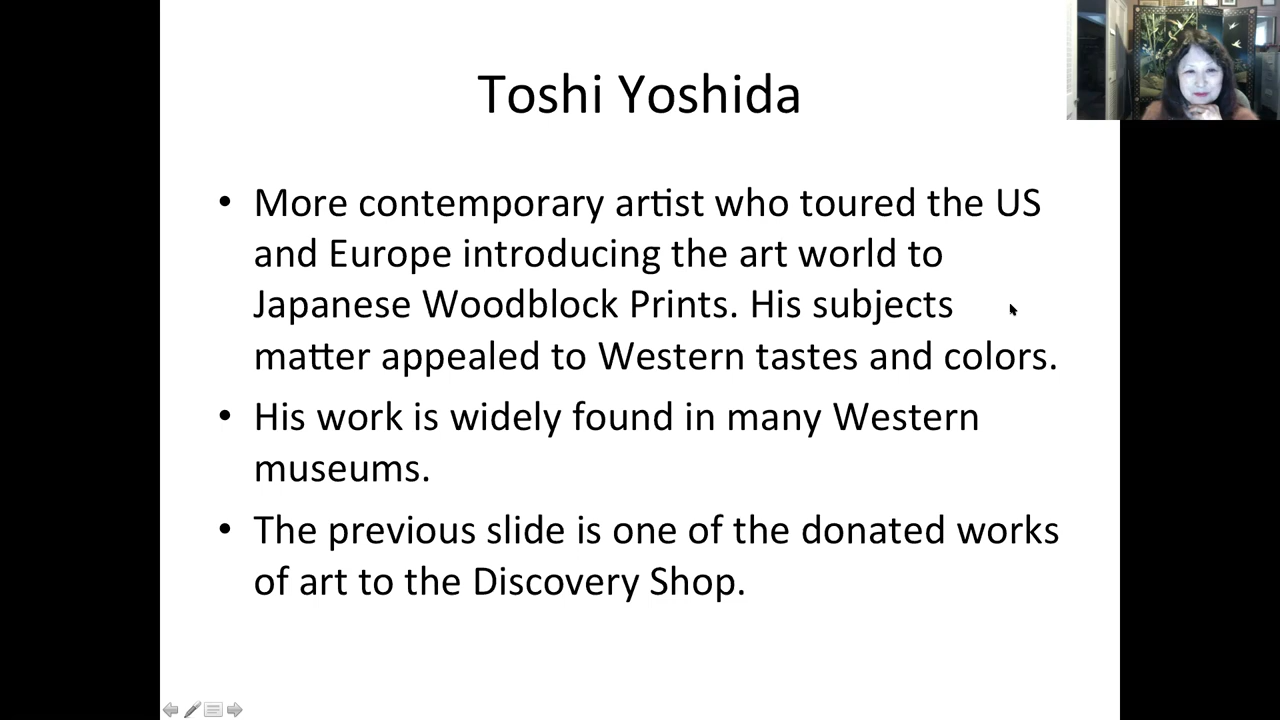 Toshi Yoshida
• More contemporary artist who toured the US
and Europe introducing the art world to
Japanese Woodblock Prints. His subjects
matter appealed to Western tastes and colors.
• His work is widely found in many Western
museums.
• The previous slide is one of the donated works
of art to the Discovery Shop.